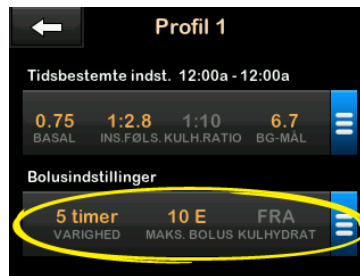 Profil 1
Tidsbestemte indst. 12:00a - 12:00a
0.75 1:2.8 1:10 6.7
BASAL INS.FØLS. KULH.RATIO BG-MÅL
Bolusindstillinger
5 timer 10 E FRA
VARIGHED MAKS. BOLUS KULHYDRAT